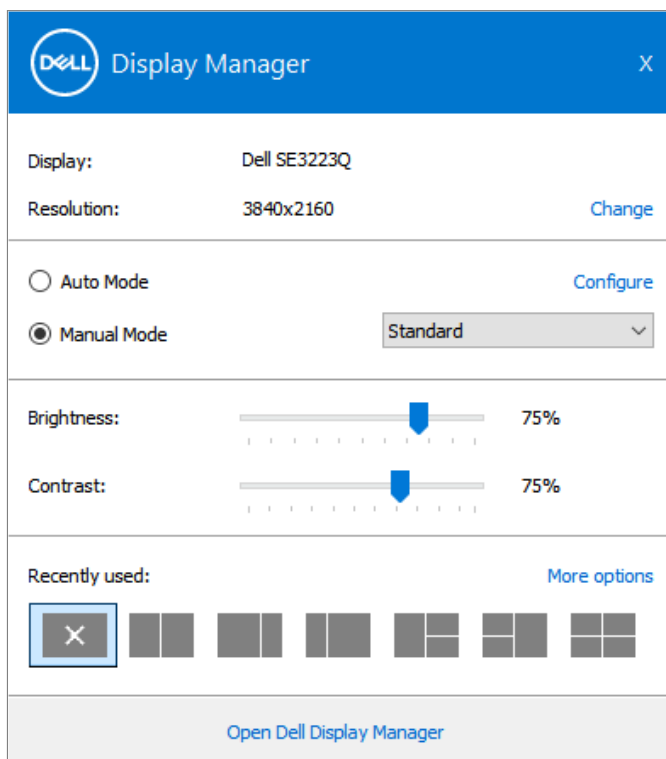 DELL Display Manager X
Display: Dell SE3223Q
Resolution: 3840x2160 Change
Auto Mode Configure
Manual Mode Standard
Brightness: 75%
Contrast: 75%
Recently used: More options
Open Dell Display Manager